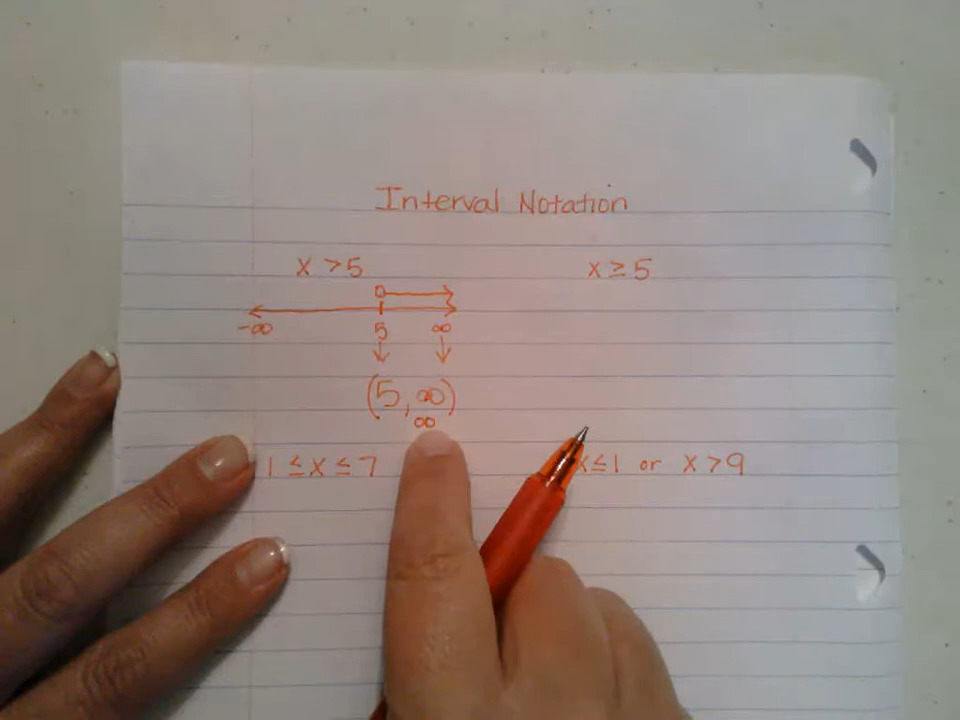 Interval Notation
x > 5
x ≥ 5
-∞ 5 ∞
(5, ∞)
∞
1 ≤ x ≤ 7
x ≤ 1 or x > 9